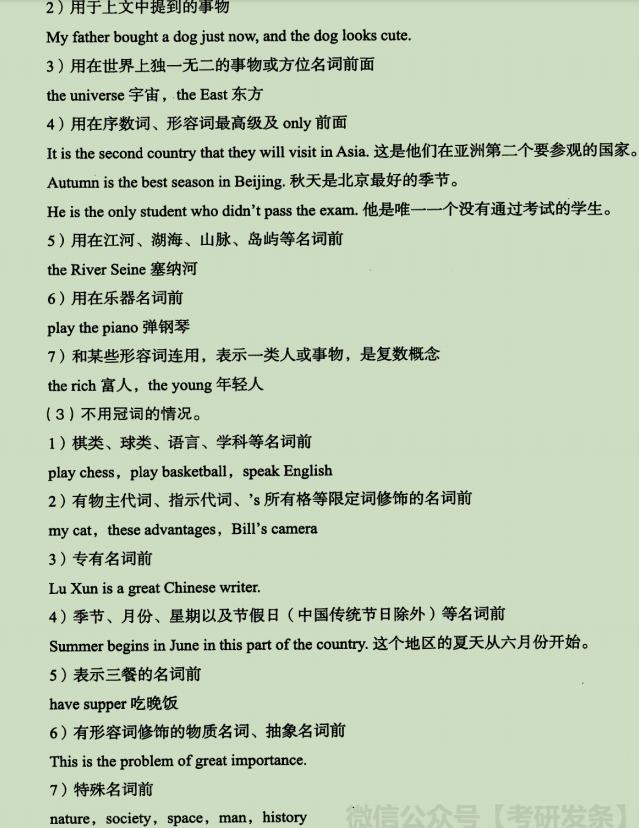 2）用于上文中提到的事物
My father bought a dog just now, and the dog looks cute.
3）用在世界上独一无二的事物或方位名词前面
the universe 宇宙，the East 东方
4）用在序数词、形容词最高级及 only 前面
It is the second country that they will visit in Asia. 这是他们在亚洲第二个要参观的国家。
Autumn is the best season in Beijing. 秋天是北京最好的季节。
He is the only student who didn't pass the exam. 他是唯一一个没有通过考试的学生。
5）用在江河、湖海、山脉、岛屿等名词前
the River Seine 塞纳河
6）用在乐器名词前
play the piano 弹钢琴
7）和某些形容词连用，表示一类人或事物，是复数概念
the rich 富人，the young 年轻人
（3）不用冠词的情况。
1）棋类、球类、语言、学科等名词前
play chess，play basketball，speak English
2）有物主代词、指示代词、's 所有格等限定词修饰的名词前
my cat，these advantages，Bill's camera
3）专有名词前
Lu Xun is a great Chinese writer.
4）季节、月份、星期以及节假日（中国传统节日除外）等名词前
Summer begins in June in this part of the country. 这个地区的夏天从六月份开始。
5）表示三餐的名词前
have supper 吃晚饭
6）有形容词修饰的物质名词、抽象名词前
This is the problem of great importance.
7）特殊名词前
nature，society，space，man，history
微信公众号【考研发条】